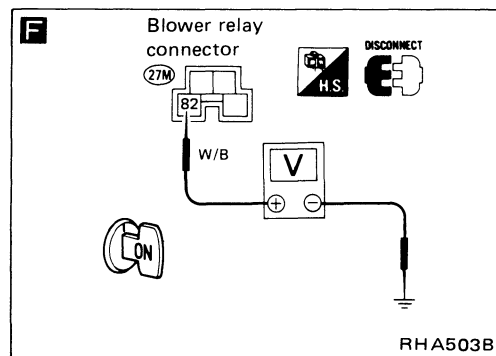 F
Blower relay
connector
27M
82
H.S.
DISCONNECT
W/B
V
+ −
ON
RHA503B